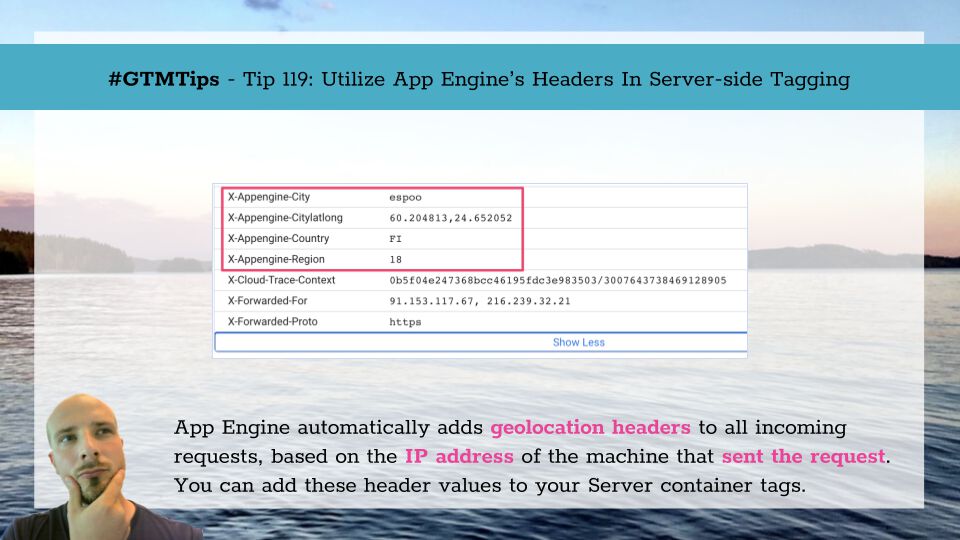 #GTMTips - Tip 119: Utilize App Engine’s Headers In Server-side Tagging
X-Appengine-City espoo
X-Appengine-Citylatlong 60.204813,24.652052
X-Appengine-Country FI
X-Appengine-Region 18
X-Cloud-Trace-Context 0b5f04e247368bcc46195fdc3e983503/3007643738469128905
X-Forwarded-For 91.153.117.67, 216.239.32.21
X-Forwarded-Proto https
Show Less
App Engine automatically adds geolocation headers to all incoming
requests, based on the IP address of the machine that sent the request.
You can add these header values to your Server container tags.